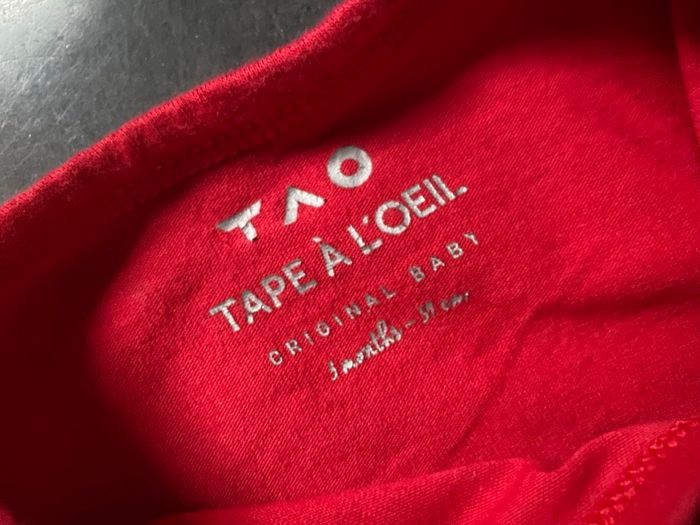 TAO
TAPE À L'OEIL
ORIGINAL BABY
3 months - 59 cm